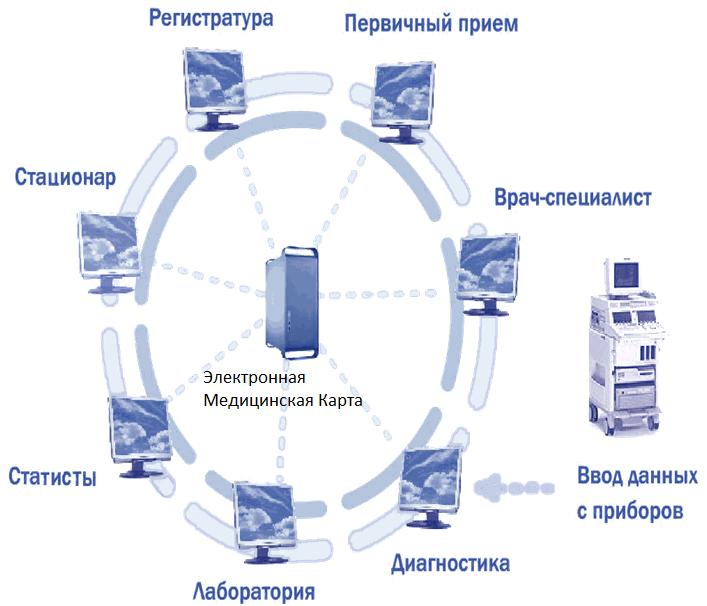 Регистратура
Первичный прием
Стационар
Врач-специалист
Электронная
Медицинская Карта
Статисты
Ввод данных
с приборов
Диагностика
Лаборатория